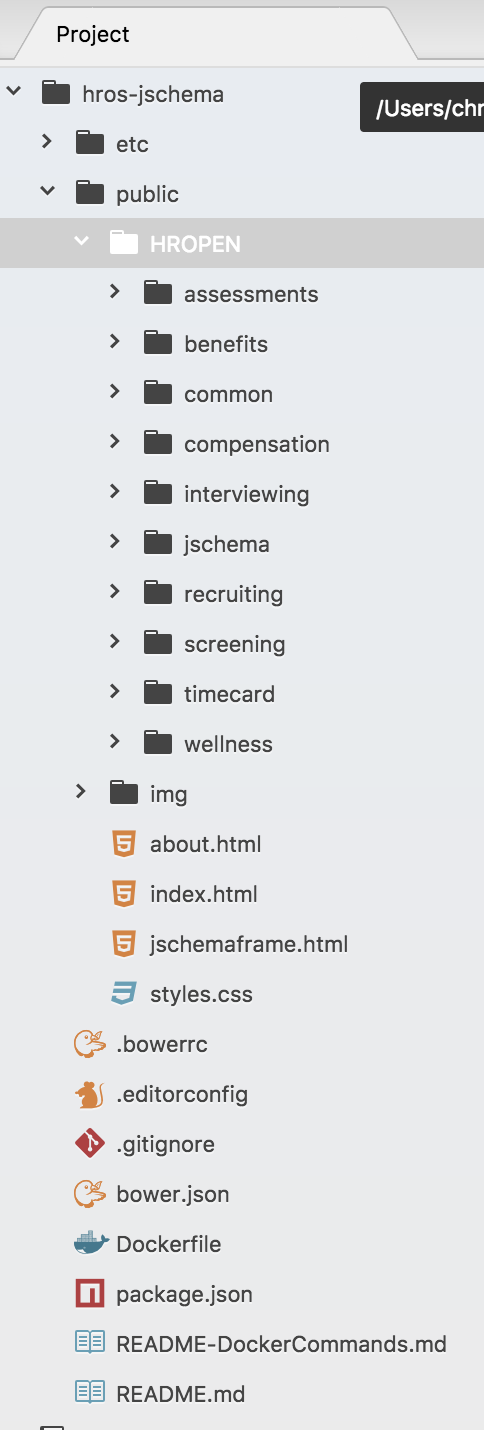 Project
hros-jschema
/Users/chr
etc
public
HROPEN
assessments
benefits
common
compensation
interviewing
jschema
recruiting
screening
timecard
wellness
img
about.html
index.html
jschemaframe.html
styles.css
.bowerrc
.editorconfig
.gitignore
bower.json
Dockerfile
package.json
README-DockerCommands.md
README.md